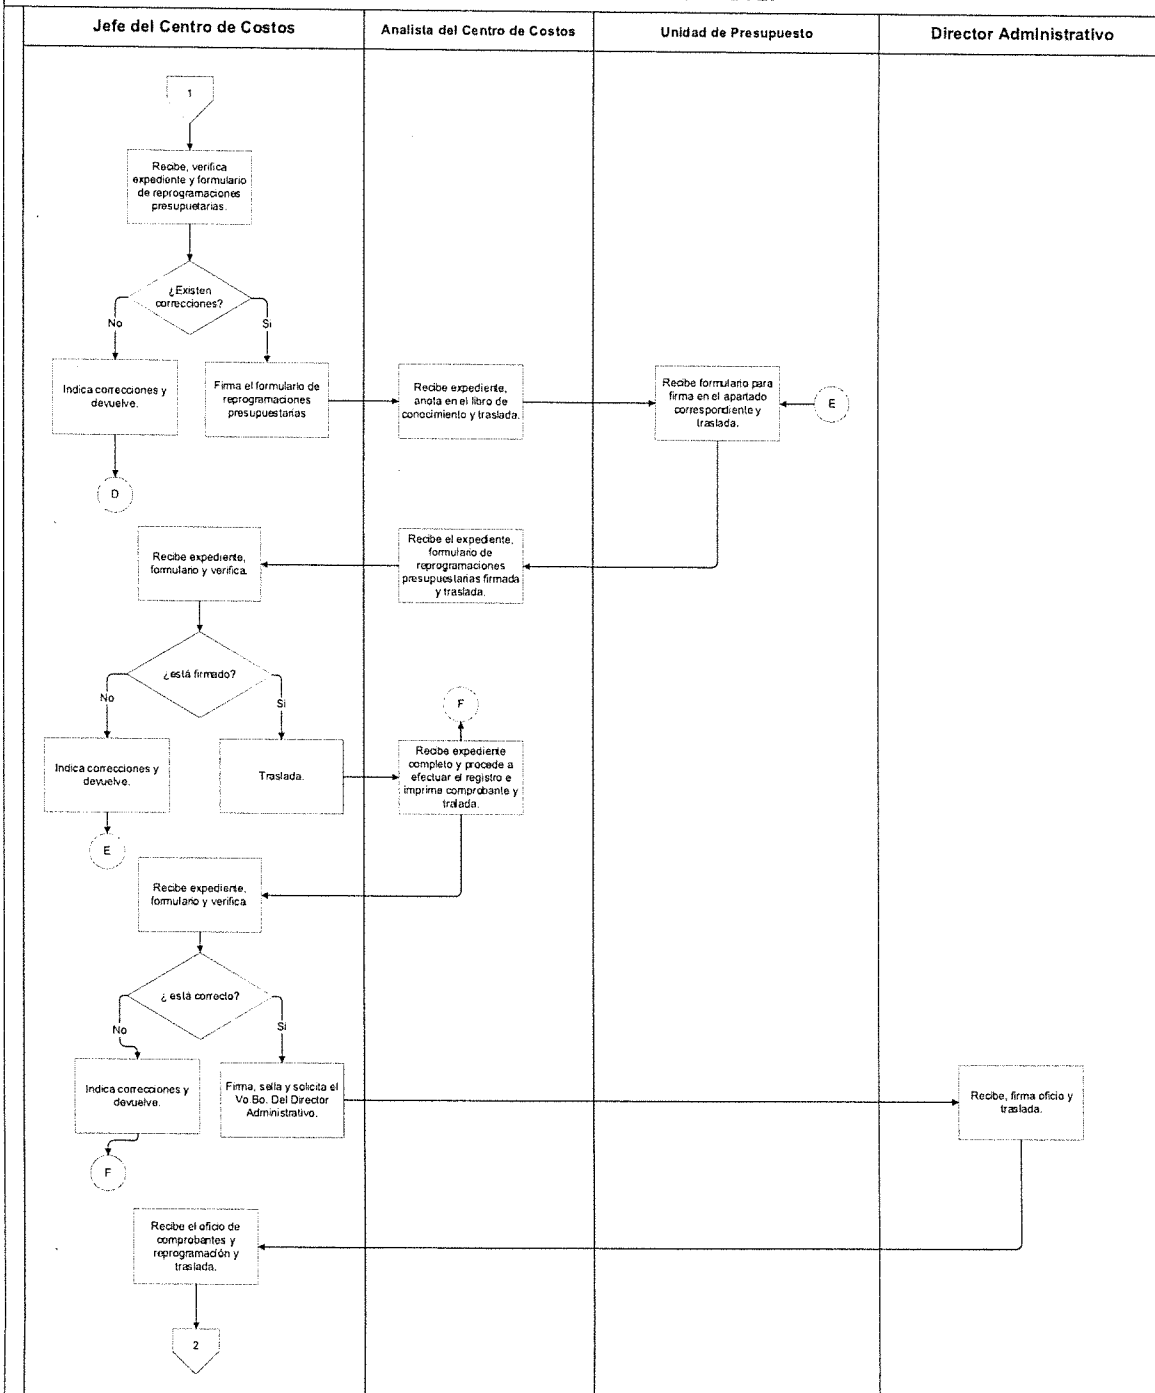 Jefe del Centro de Costos
Analista del Centro de Costos
Unidad de Presupuesto
Director Administrativo
1
Recibe, verifica
expediente y formulario
de reprogramaciones
presupuetarias.
¿Existen
correcciones?
No
Si
Indica correcciones y
devuelve.
Firma el formulario de
reprogramaciones
presupuestarias
Recibe expediente,
anota en el libro de
conocimiento y traslada.
Recibe formulario para
firma en el apartado
correspondiente y
traslada.
E
D
Recibe expediente,
formulario y verifica.
Recibe el expediente,
formulario de
reprogramaciones
presupuestarias firmada
y traslada.
¿está firmado?
No
Si
F
Indica correcciones y
devuelve.
Traslada.
Recibe expediente
completo y procede a
efectuar el registro e
imprime comprobante y
tralada.
E
Recibe expediente,
formulario y verifica
¿ está correcto?
No
Si
Indica correcciones y
devuelve.
Firma, sella y solicita el
Vo.Bo. Del Director
Administrativo.
Recibe, firma oficio y
traslada.
F
Recibe el oficio de
comprobantes y
reprogramación y
traslada.
2